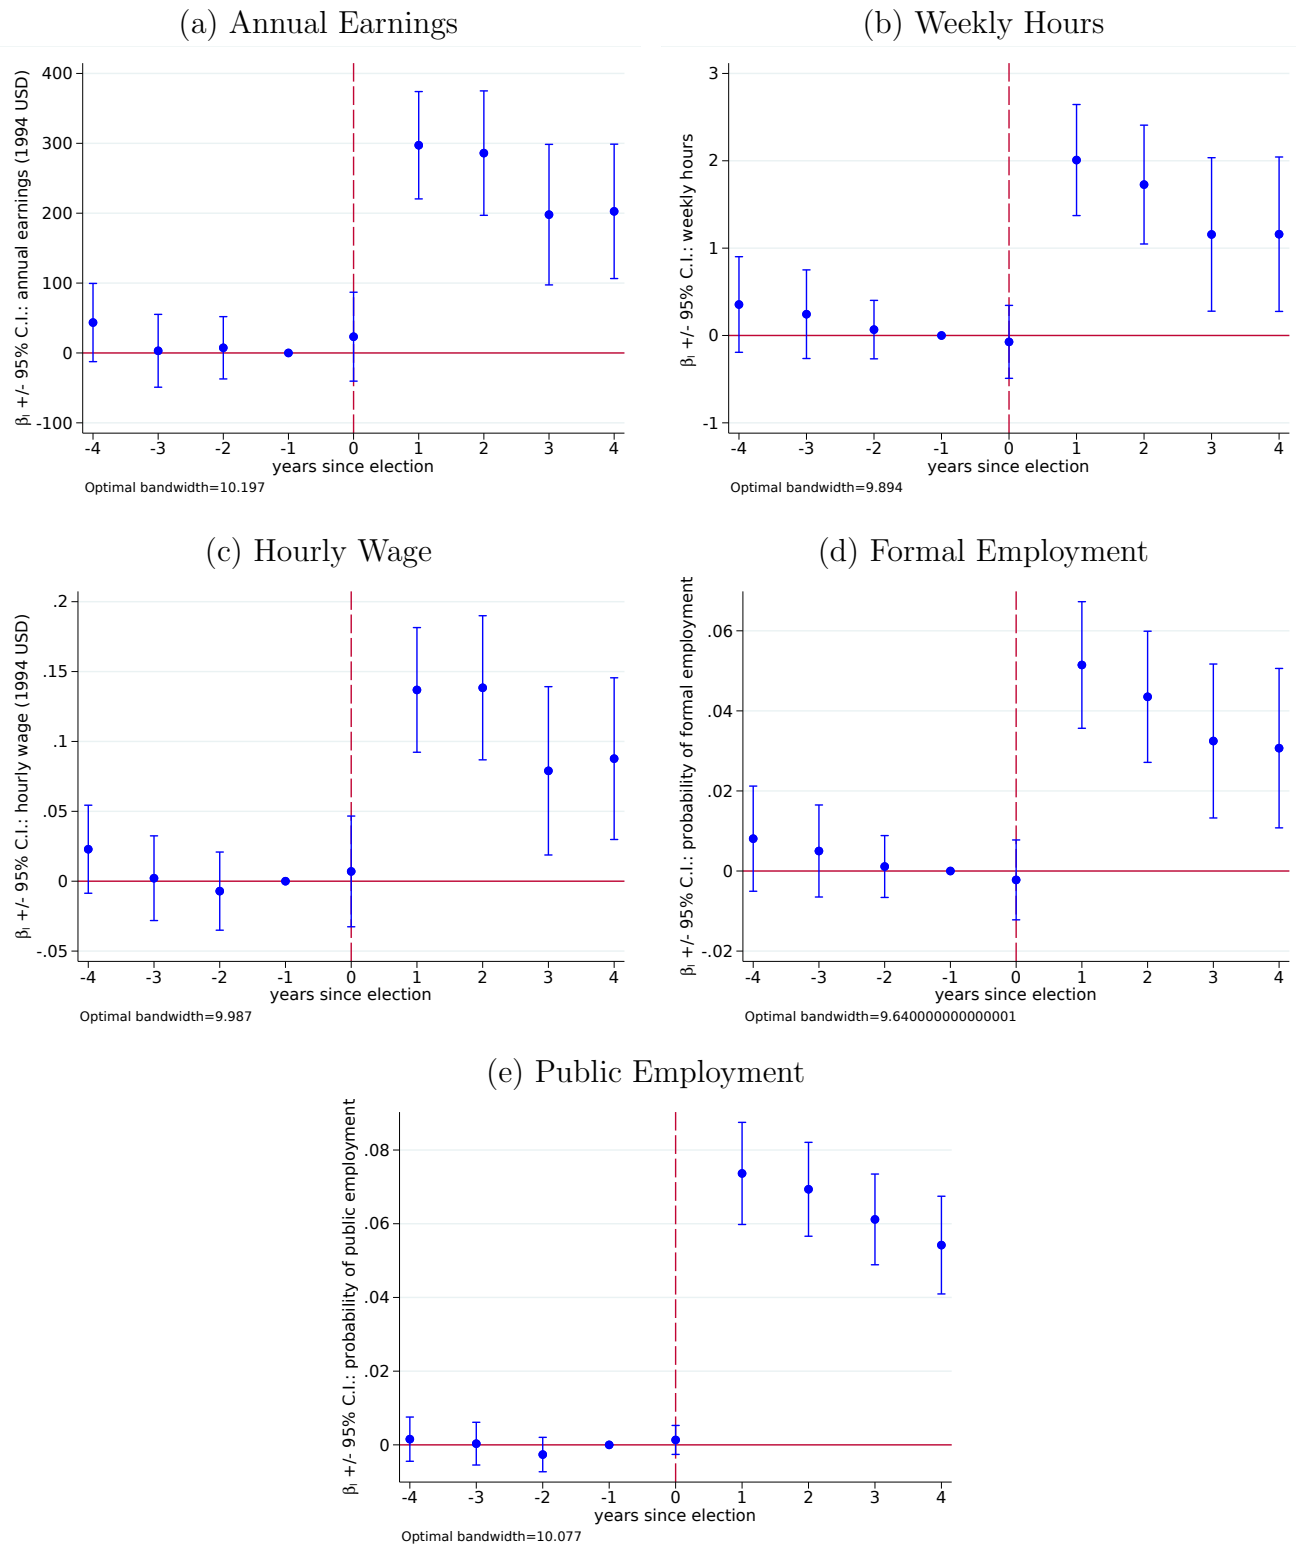 (a) Annual Earnings
β_l +/- 95% C.I.: annual earnings (1994 USD)
400
300
200
100
0
-100
-4 -3 -2 -1 0 1 2 3 4
years since election
Optimal bandwidth=10.197
(b) Weekly Hours
β_l +/- 95% C.I.: weekly hours
3
2
1
0
-1
-4 -3 -2 -1 0 1 2 3 4
years since election
Optimal bandwidth=9.894
(c) Hourly Wage
β_l +/- 95% C.I.: hourly wage (1994 USD)
.2
.15
.1
.05
0
-.05
-4 -3 -2 -1 0 1 2 3 4
years since election
Optimal bandwidth=9.987
(d) Formal Employment
β_l +/- 95% C.I.: probability of formal employment
.06
.04
.02
0
-.02
-4 -3 -2 -1 0 1 2 3 4
years since election
Optimal bandwidth=9.640000000000001
(e) Public Employment
β_l +/- 95% C.I.: probability of public employment
.08
.06
.04
.02
0
-4 -3 -2 -1 0 1 2 3 4
years since election
Optimal bandwidth=10.077